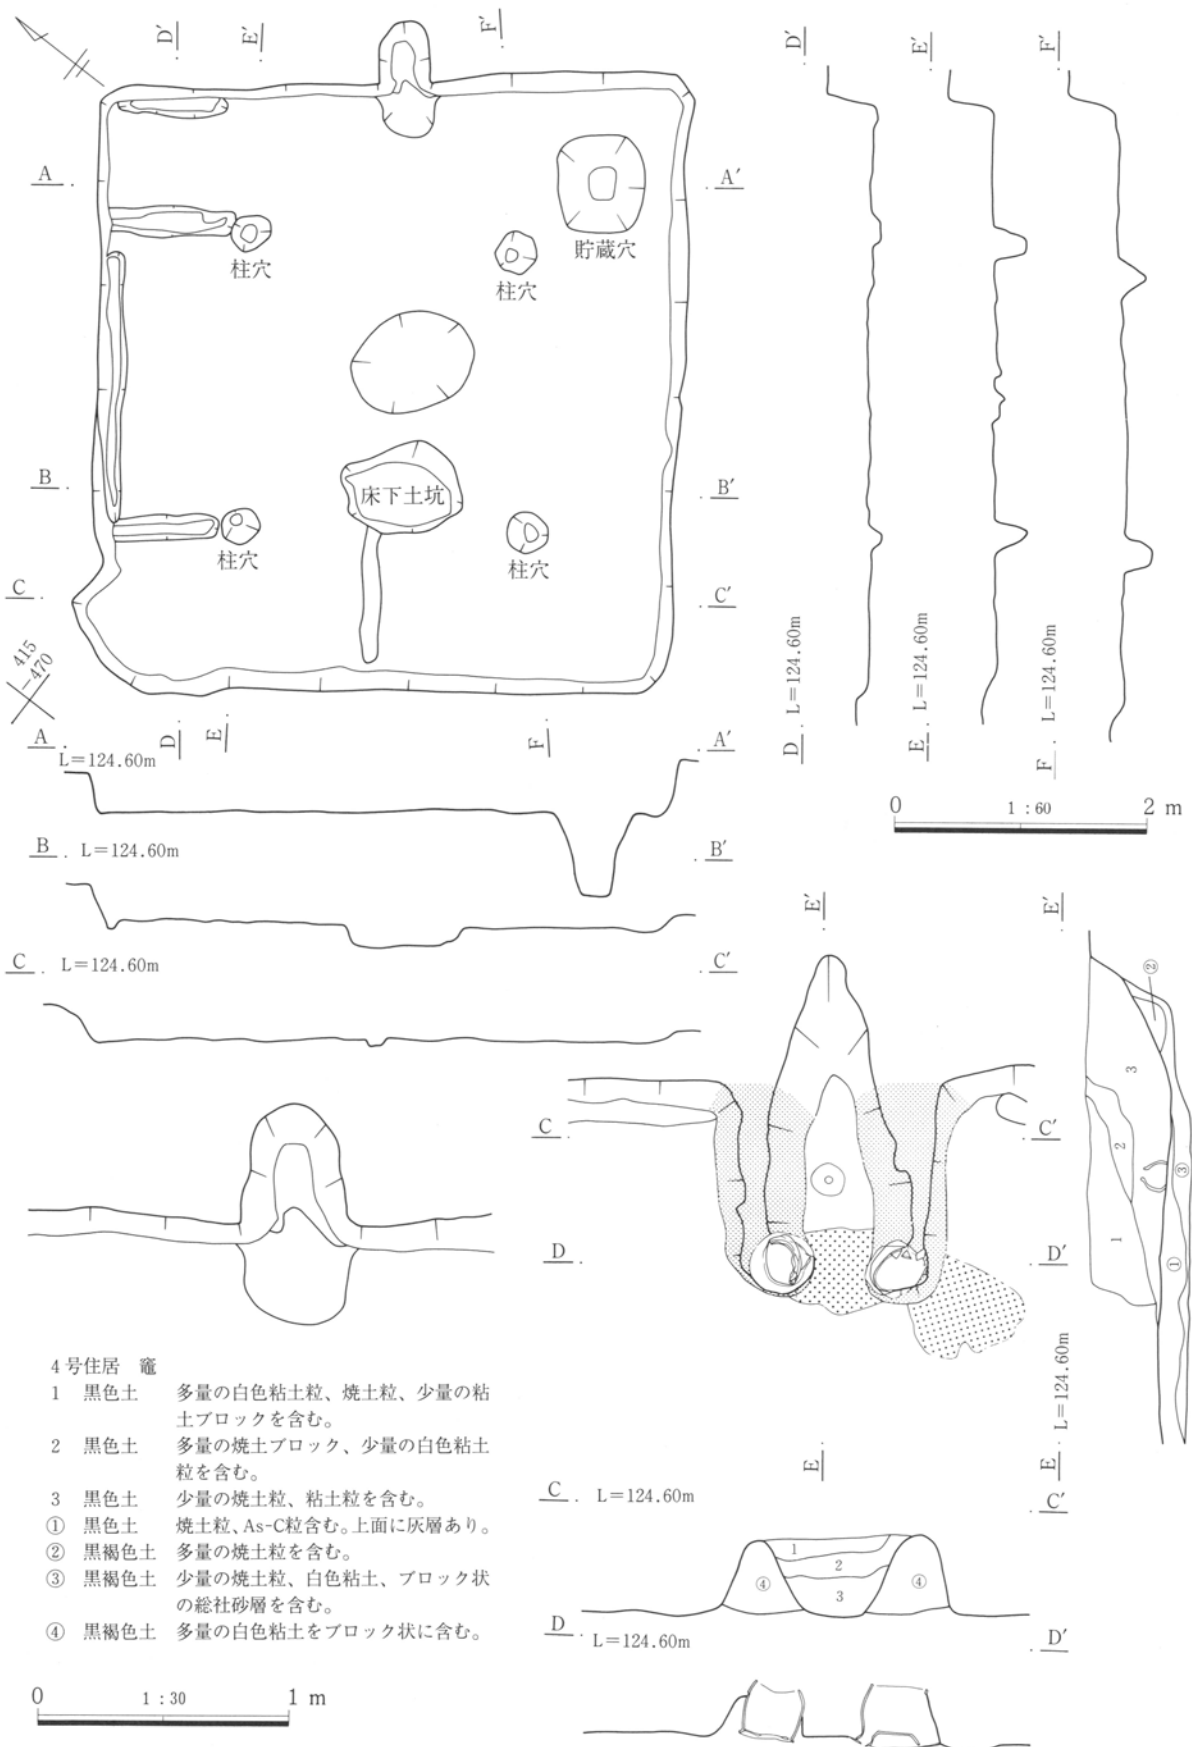 D′ E′ F′
A A′
貯蔵穴
柱穴
柱穴
B B′
床下土坑
柱穴
柱穴
C C′
415
-470
D E F
D′ E′ F′
D L=124.60m
E L=124.60m
F L=124.60m
0 1:60 2 m
A A′
L=124.60m
B L=124.60m B′
C L=124.60m C′
E′
C C′
D D′
E
E′
②
3
2
③
1
①
E L=124.60m
4号住居 竈
1 黒色土 多量の白色粘土粒、焼土粒、少量の粘
土ブロックを含む。
2 黒色土 多量の焼土ブロック、少量の白色粘土
粒を含む。
3 黒色土 少量の焼土粒、粘土粒を含む。
① 黒色土 焼土粒、As-C粒含む。上面に灰層あり。
② 黒褐色土 多量の焼土粒を含む。
③ 黒褐色土 少量の焼土粒、白色粘土、ブロック状
の総社砂層を含む。
④ 黒褐色土 多量の白色粘土をブロック状に含む。
0 1:30 1 m
C L=124.60m C′
1
2
④ 3 ④
D L=124.60m D′